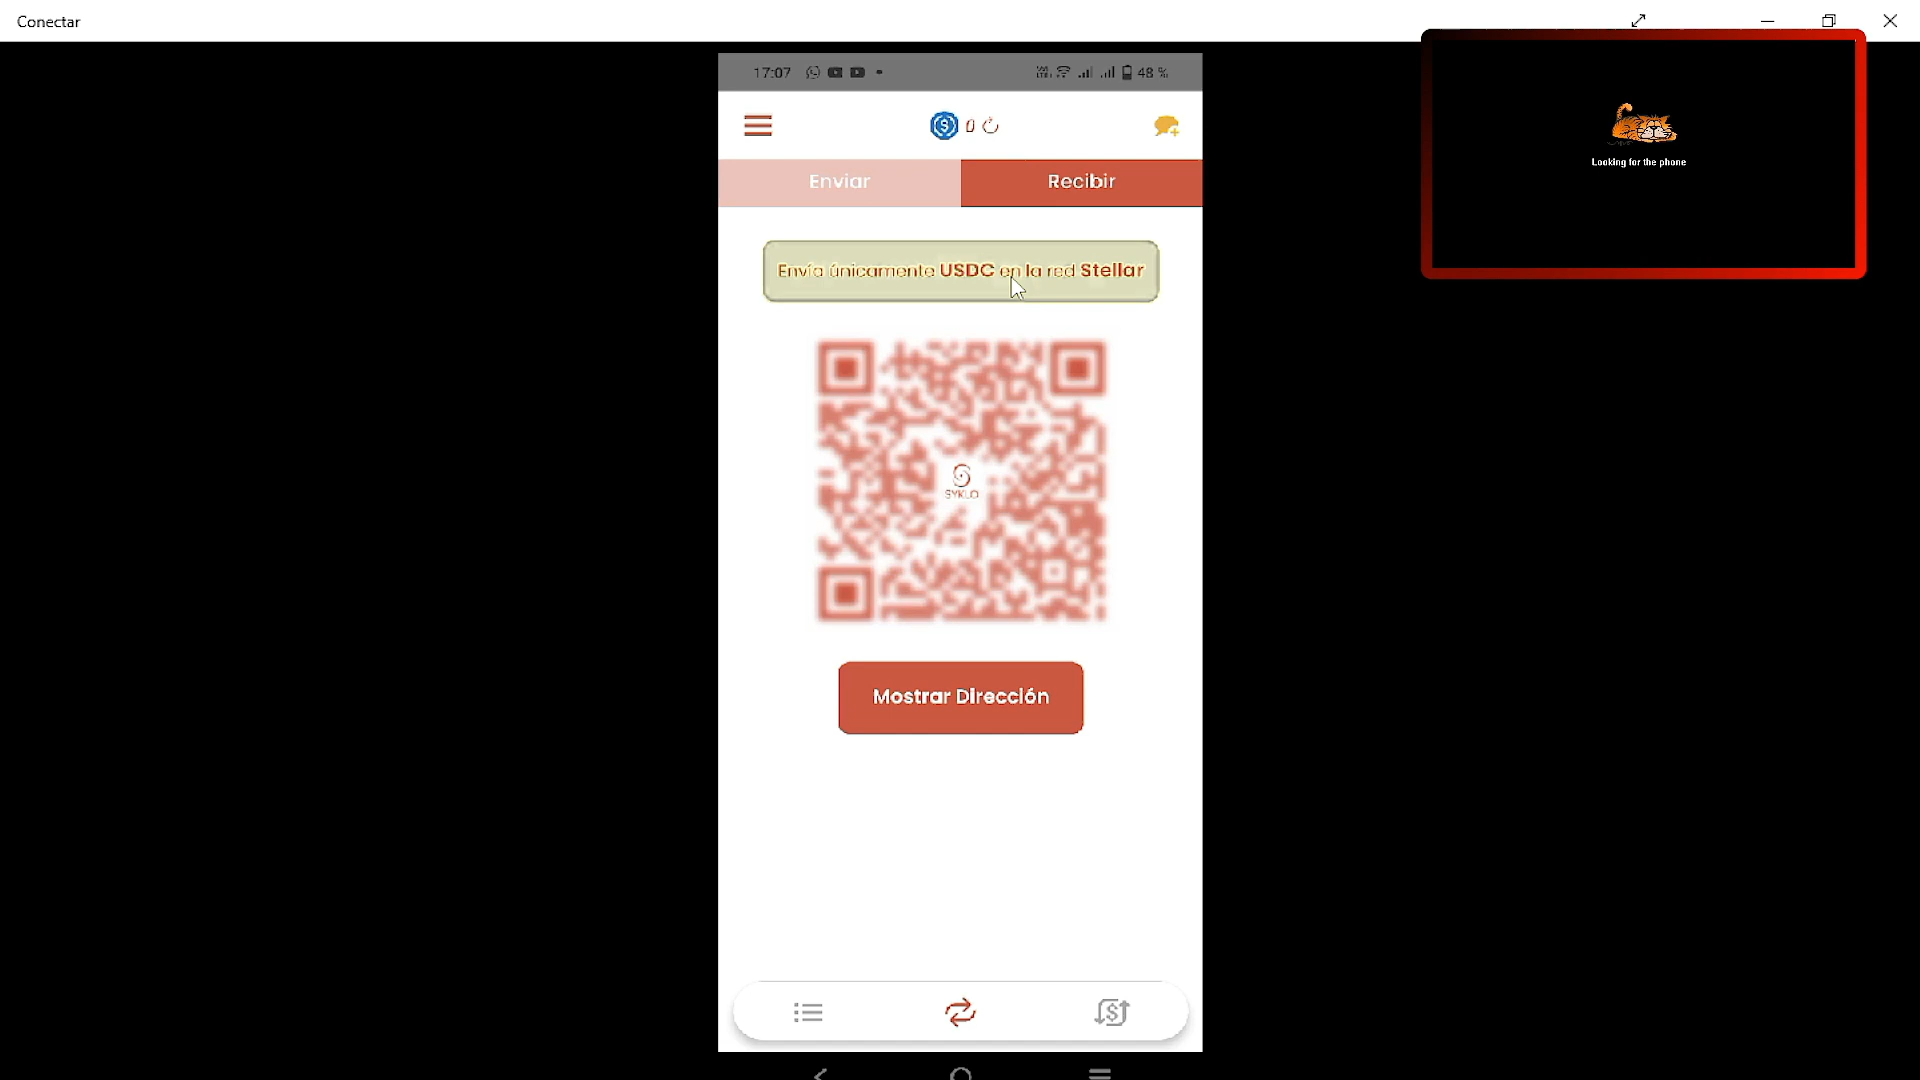 Conectar
17:07
48 %
0
Enviar
Recibir
Envía únicamente USDC en la red Stellar
SYKLO
Mostrar Dirección
Looking for the phone